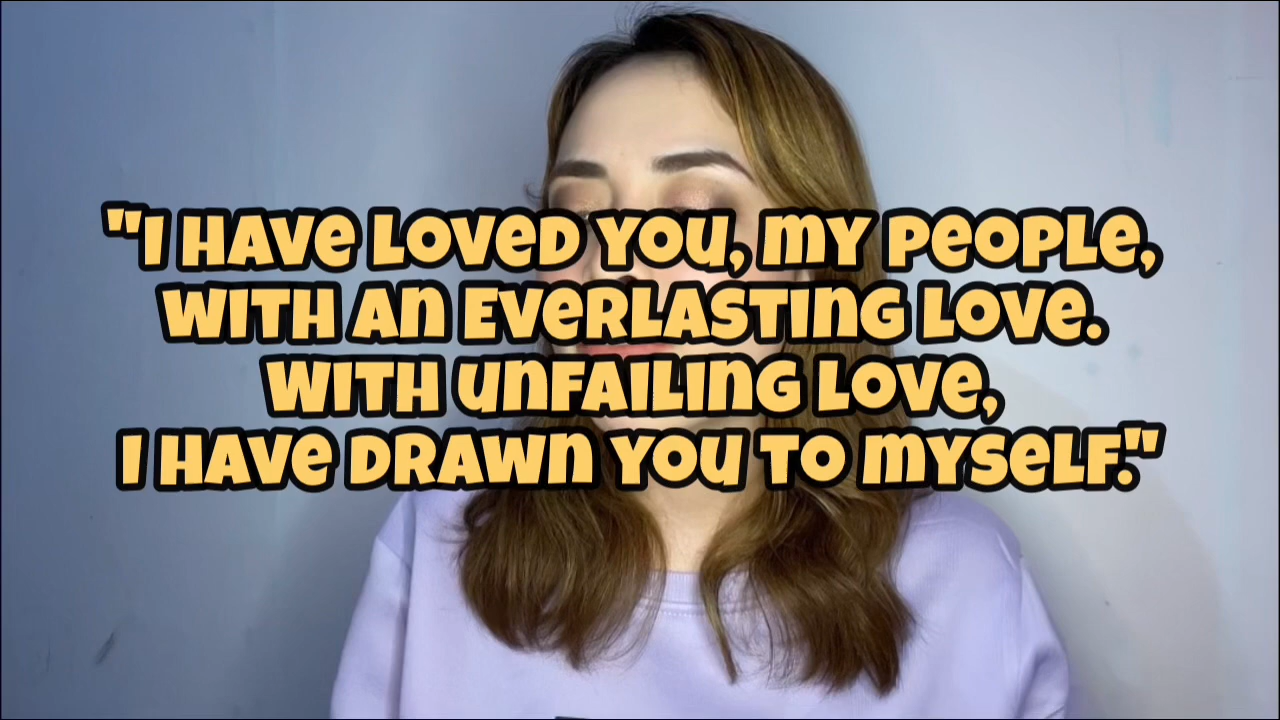 "I HAVE LOVED YOU, MY PEOPLE,
WITH AN EVERLASTING LOVE.
WITH UNFAILING LOVE,
I HAVE DRAWN YOU TO MYSELF."